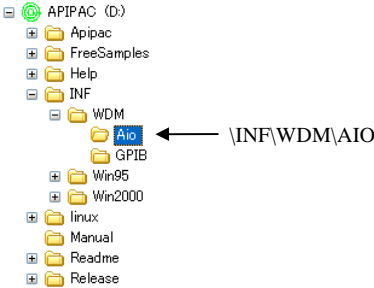 APIPAC (D:)
Apipac
FreeSamples
Help
INF
WDM
Aio
\INF\WDM\AIO
GPIB
Win95
Win2000
linux
Manual
Readme
Release